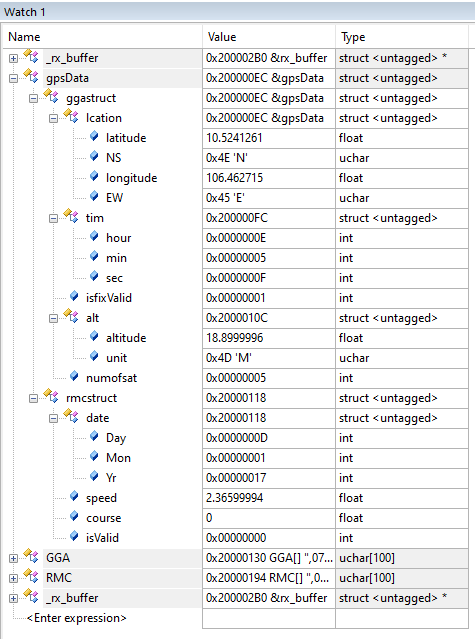 Watch 1
Name Value Type
_rx_buffer 0x200002B0 &rx_buffer struct <untagged> *
gpsData 0x200000EC &gpsData struct <untagged>
ggastruct 0x200000EC &gpsData struct <untagged>
lcation 0x200000EC &gpsData struct <untagged>
latitude 10.5241261 float
NS 0x4E 'N' uchar
longitude 106.462715 float
EW 0x45 'E' uchar
tim 0x200000FC struct <untagged>
hour 0x0000000E int
min 0x00000005 int
sec 0x0000000F int
isfixValid 0x00000001 int
alt 0x2000010C struct <untagged>
altitude 18.8999996 float
unit 0x4D 'M' uchar
numofsat 0x00000005 int
rmcstruct 0x20000118 struct <untagged>
date 0x20000118 struct <untagged>
Day 0x0000000D int
Mon 0x00000001 int
Yr 0x00000017 int
speed 2.36599994 float
course 0 float
isValid 0x00000000 int
GGA 0x20000130 GGA[] ",07... uchar[100]
RMC 0x20000194 RMC[] ",0... uchar[100]
_rx_buffer 0x200002B0 &rx_buffer struct <untagged> *
<Enter expression>